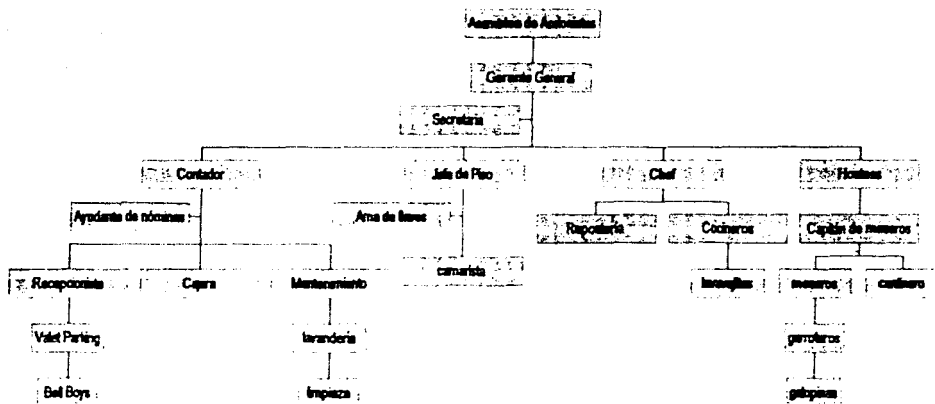 Asamblea de Accionistas
Gerente General
Secretaria
Contador
Jefe de Piso
Chef
Hostess
Ayudante de nóminas
Ama de llaves
Repostería
Cocineros
Capitán de meseros
Recepcionista
Cajera
Mantenimiento
camarista
lavaplatos
meseros
cantinero
Valet Parking
lavandería
garroteros
Bell Boys
limpieza
galopinas